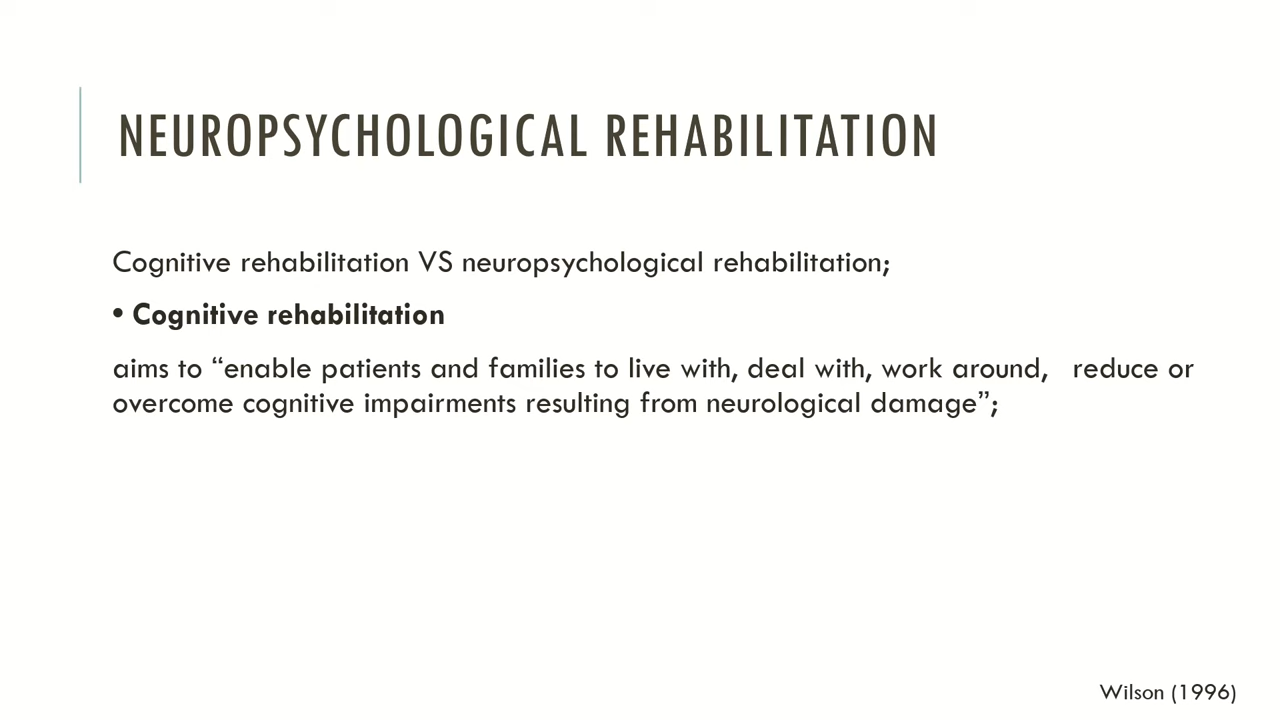 NEUROPSYCHOLOGICAL REHABILITATION
Cognitive rehabilitation VS neuropsychological rehabilitation;
• Cognitive rehabilitation
aims to “enable patients and families to live with, deal with, work around, reduce or
overcome cognitive impairments resulting from neurological damage”;
Wilson (1996)